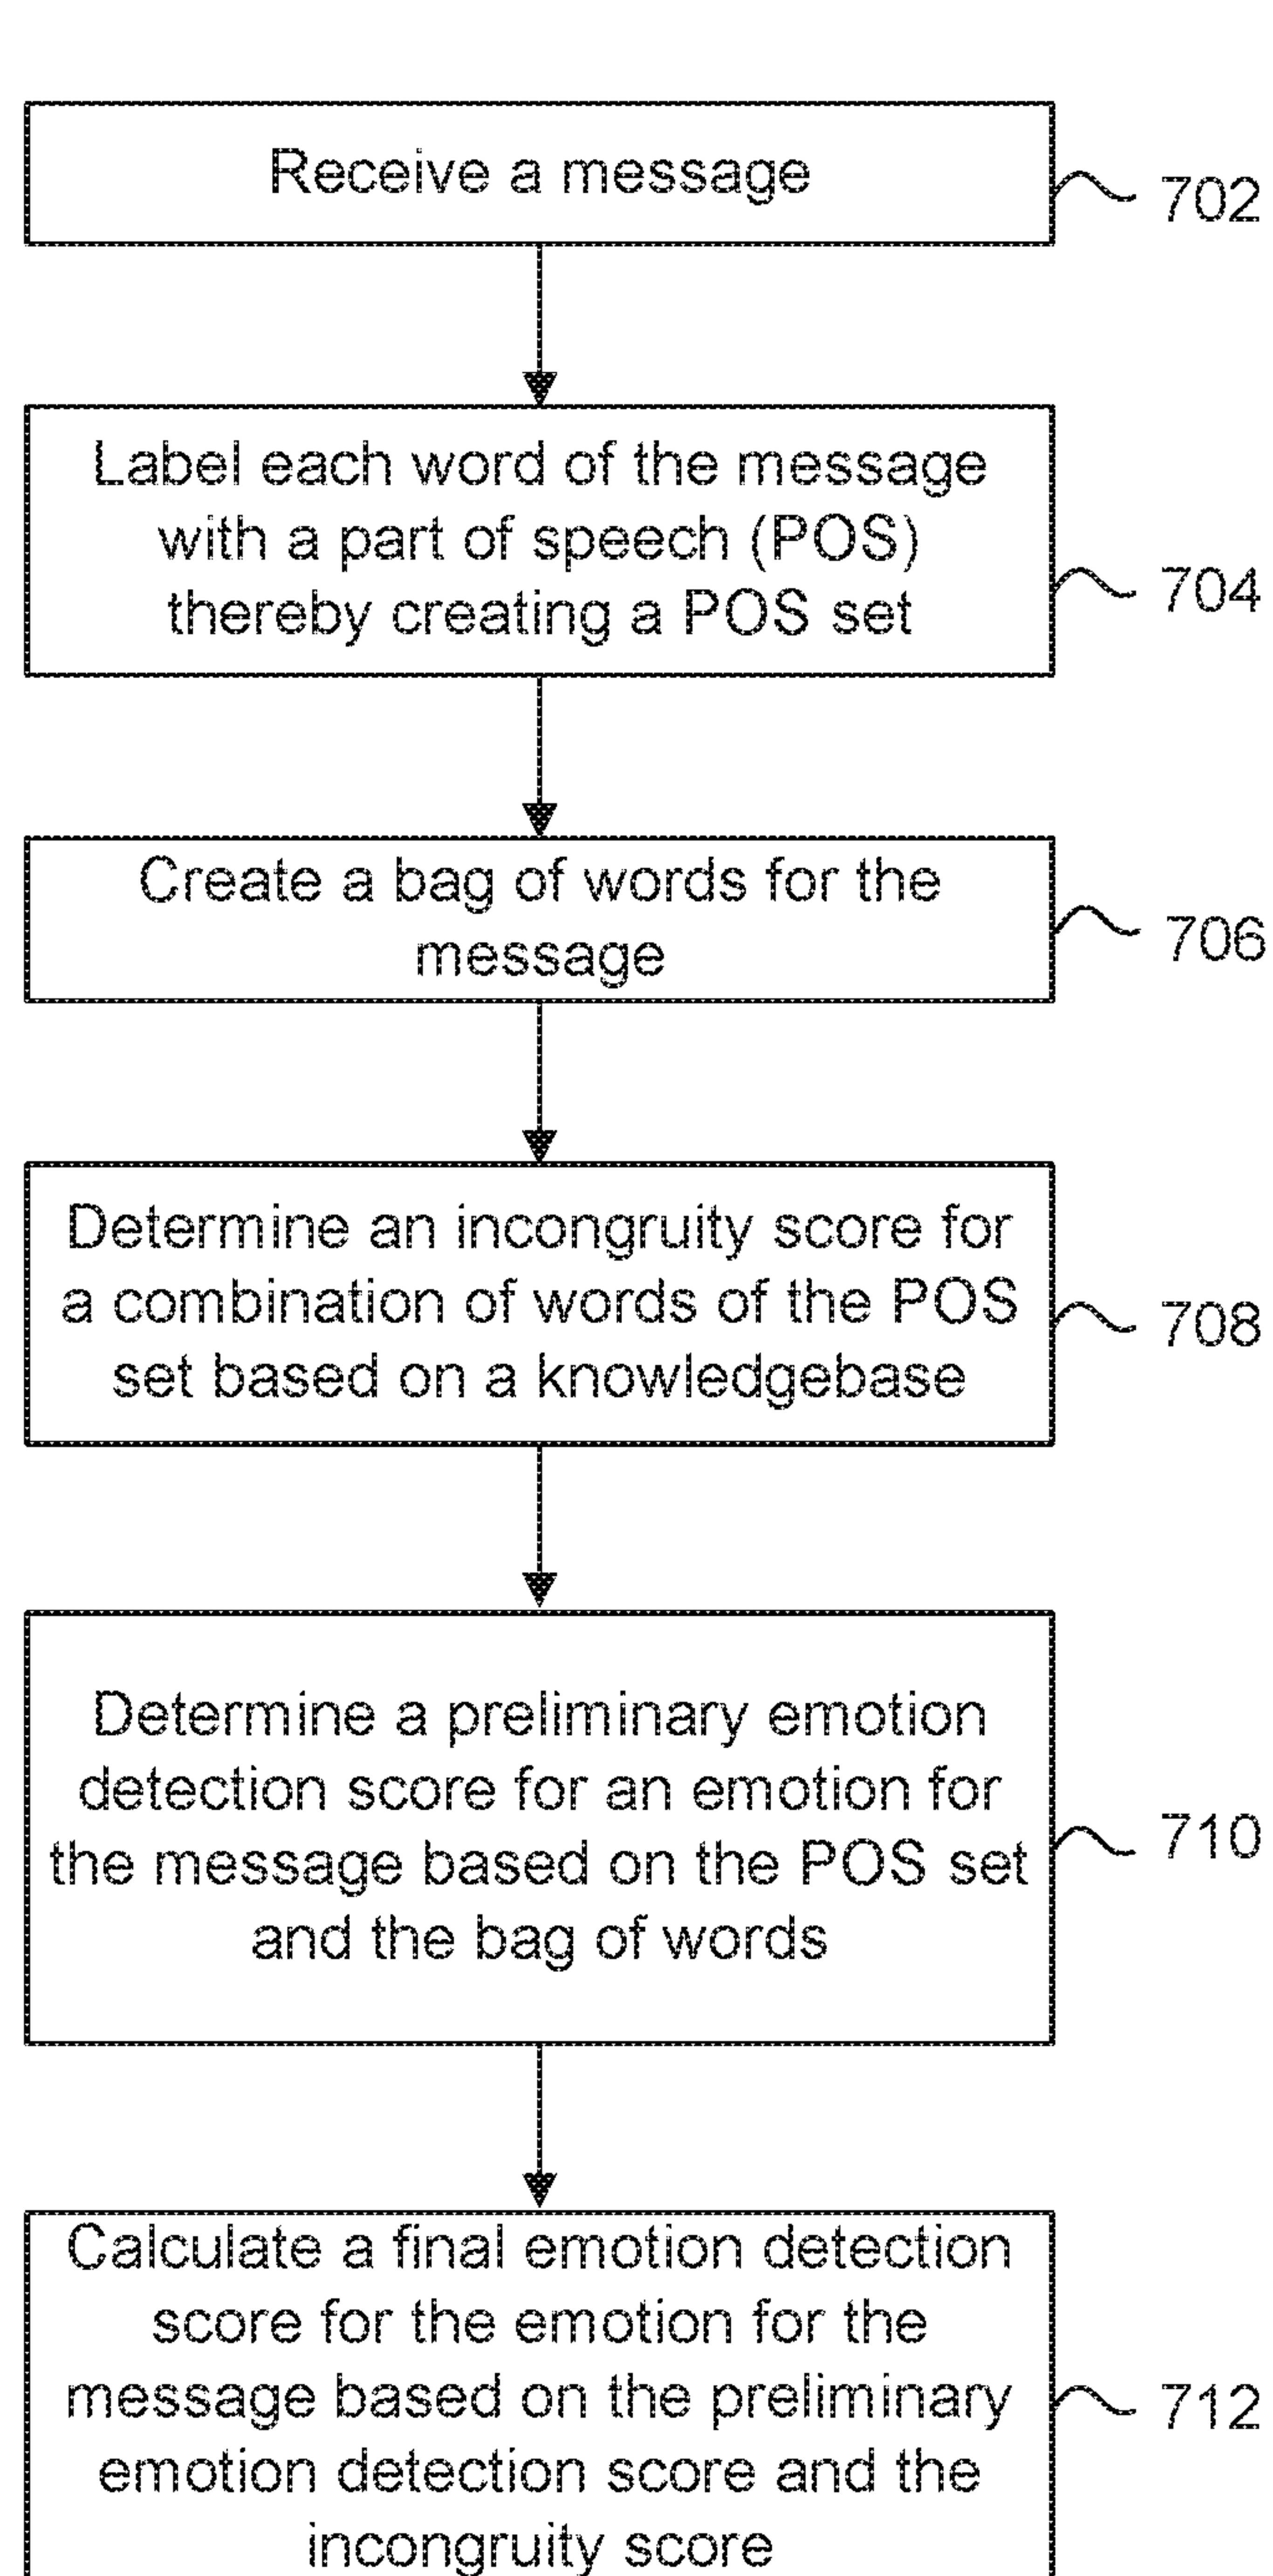 Receive a message
702
Label each word of the message
with a part of speech (POS)
thereby creating a POS set
704
Create a bag of words for the
message
706
Determine an incongruity score for
a combination of words of the POS
set based on a knowledgebase
708
Determine a preliminary emotion
detection score for an emotion for
the message based on the POS set
and the bag of words
710
Calculate a final emotion detection
score for the emotion for the
message based on the preliminary
emotion detection score and the
incongruity score
712